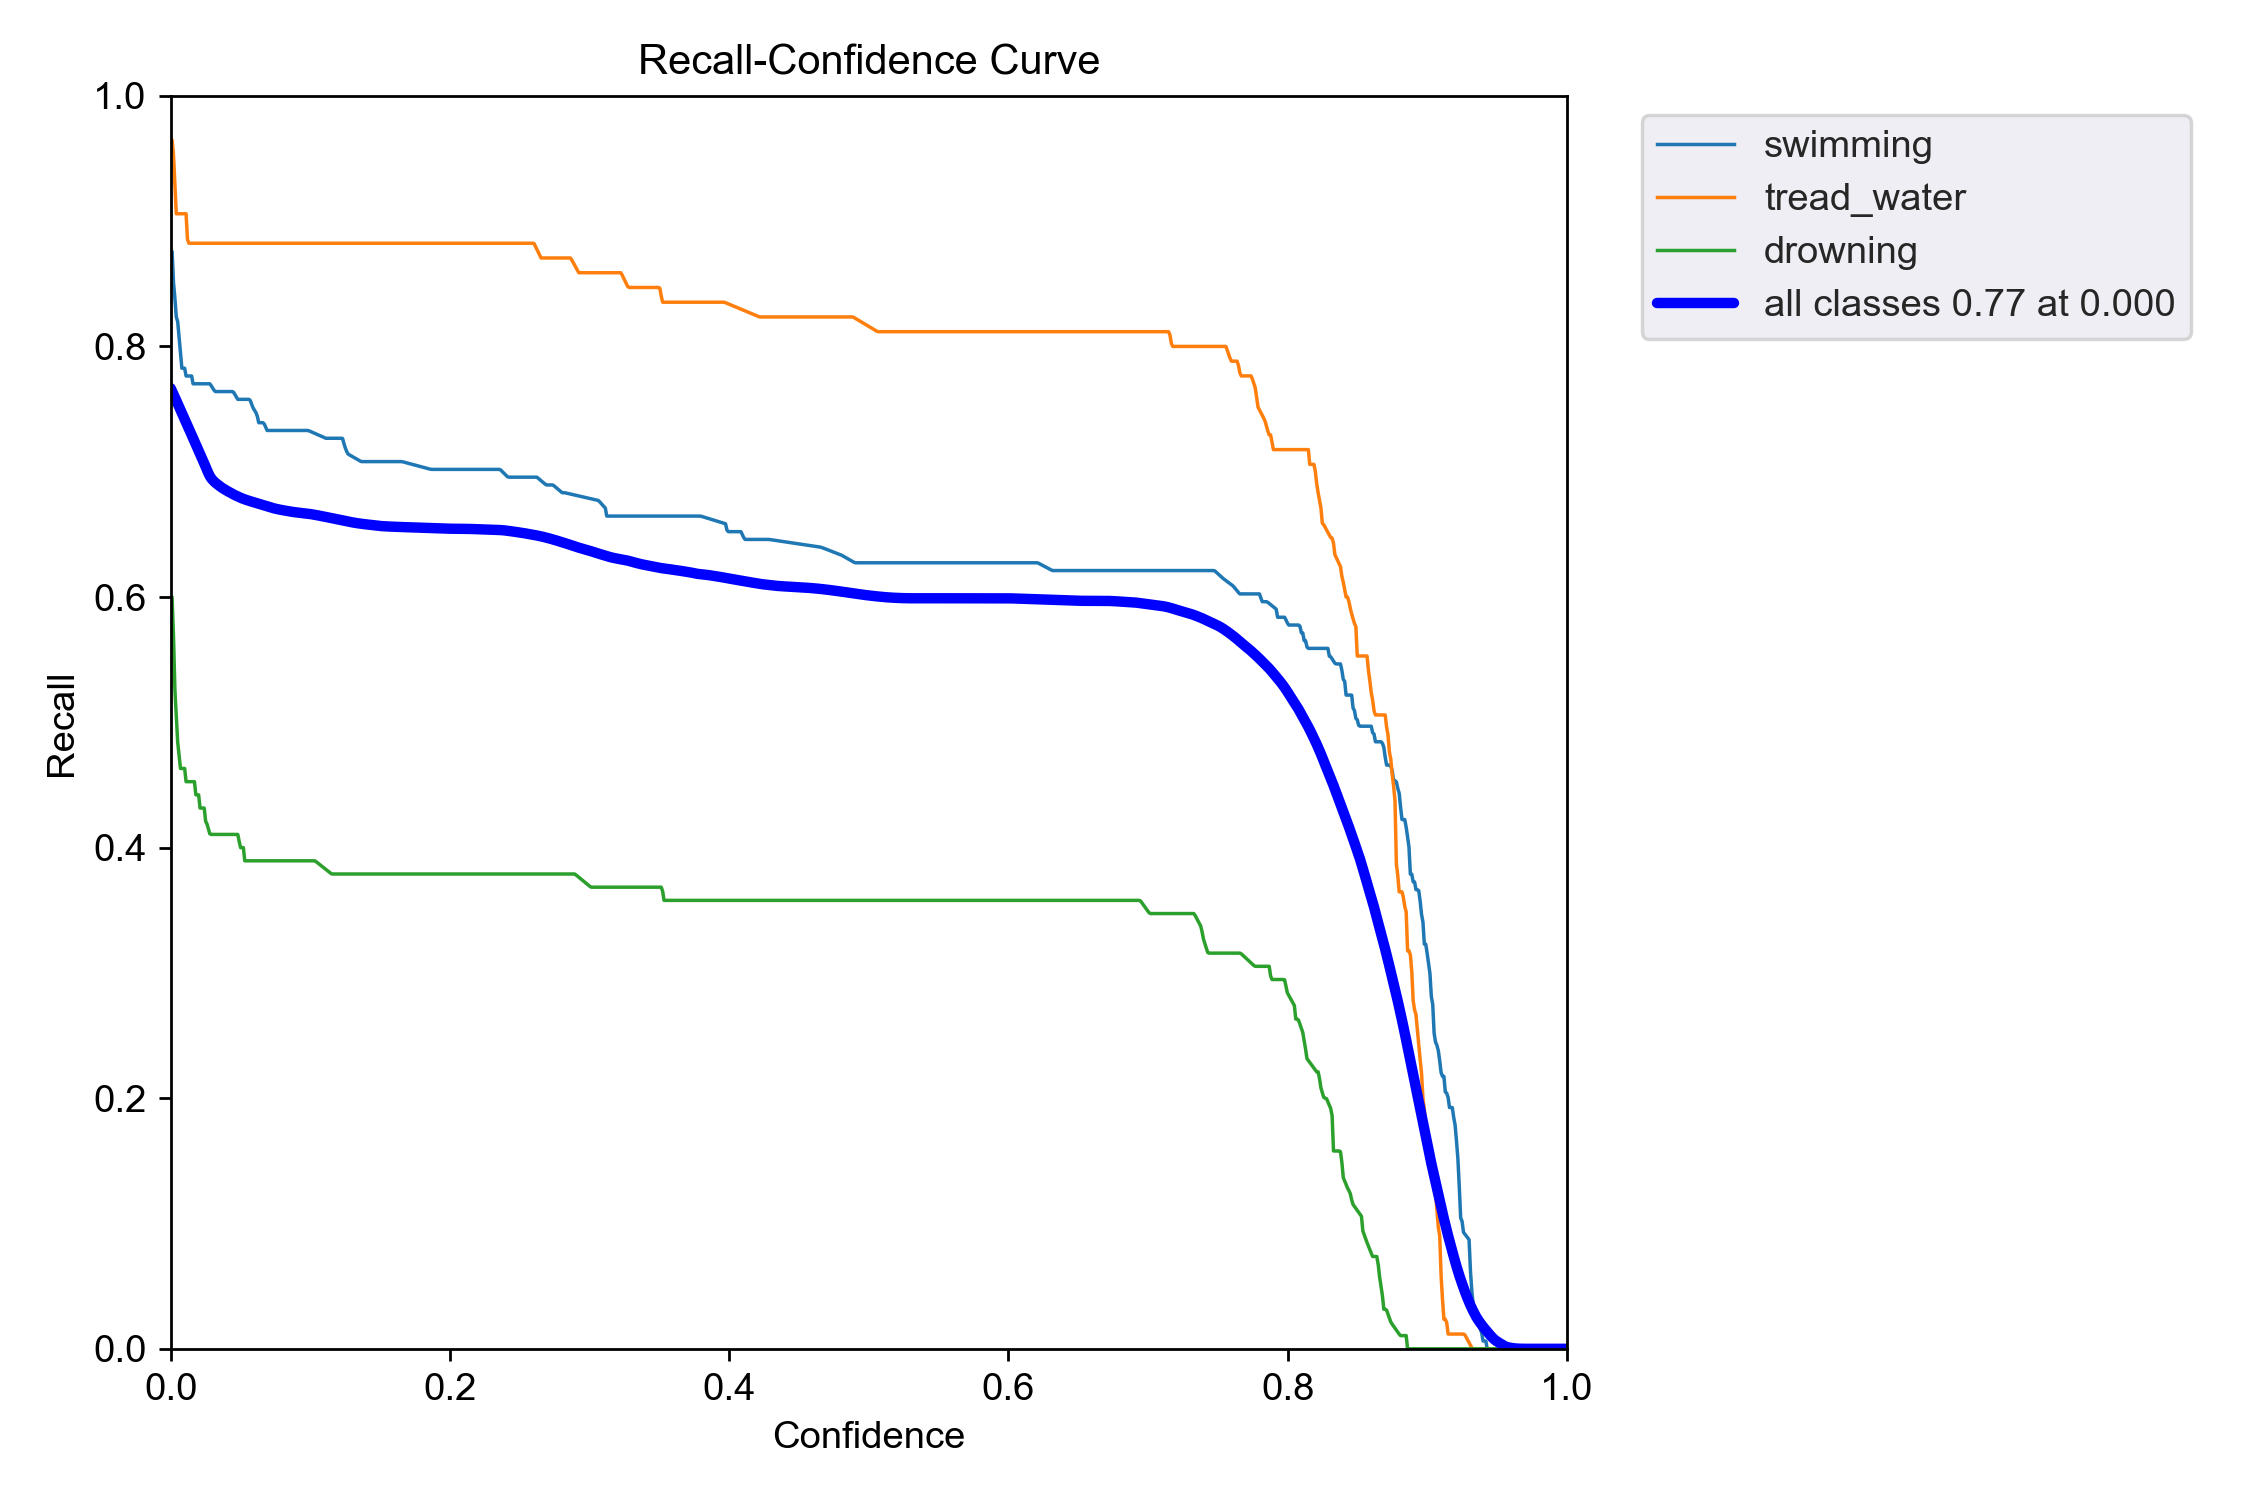 Recall-Confidence Curve
1.0
0.8
0.6
0.4
0.2
0.0
Recall
0.0 0.2 0.4 0.6 0.8 1.0
Confidence
swimming
tread_water
drowning
all classes 0.77 at 0.000